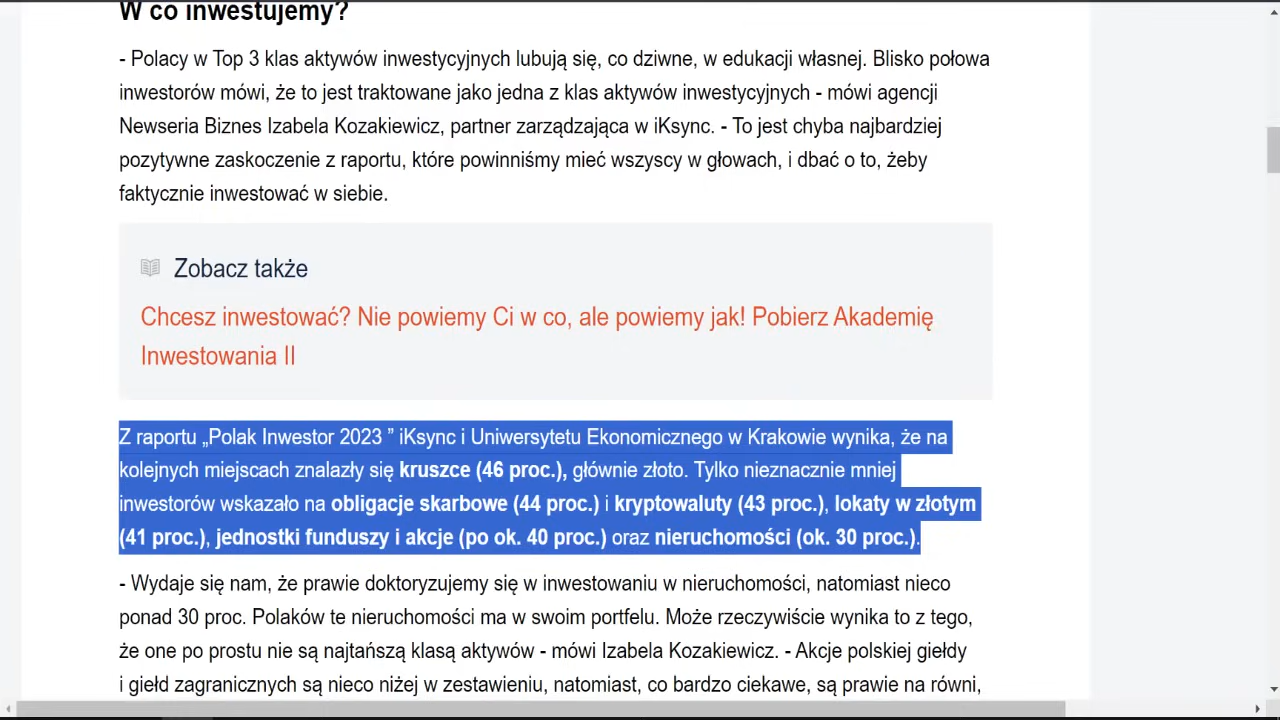 W co inwestujemy?
- Polacy w Top 3 klas aktywów inwestycyjnych lubują się, co dziwne, w edukacji własnej. Blisko połowa
inwestorów mówi, że to jest traktowane jako jedna z klas aktywów inwestycyjnych - mówi agencji
Newseria Biznes Izabela Kozakiewicz, partner zarządzająca w iKsync. - To jest chyba najbardziej
pozytywne zaskoczenie z raportu, które powinniśmy mieć wszyscy w głowach, i dbać o to, żeby
faktycznie inwestować w siebie.
Zobacz także
Chcesz inwestować? Nie powiemy Ci w co, ale powiemy jak! Pobierz Akademię
Inwestowania II
Z raportu „Polak Inwestor 2023 ” iKsync i Uniwersytetu Ekonomicznego w Krakowie wynika, że na
kolejnych miejscach znalazły się kruszce (46 proc.), głównie złoto. Tylko nieznacznie mniej
inwestorów wskazało na obligacje skarbowe (44 proc.) i kryptowaluty (43 proc.), lokaty w złotym
(41 proc.), jednostki funduszy i akcje (po ok. 40 proc.) oraz nieruchomości (ok. 30 proc.).
- Wydaje się nam, że prawie doktoryzujemy się w inwestowaniu w nieruchomości, natomiast nieco
ponad 30 proc. Polaków te nieruchomości ma w swoim portfelu. Może rzeczywiście wynika to z tego,
że one po prostu nie są najtańszą klasą aktywów - mówi Izabela Kozakiewicz. - Akcje polskiej giełdy
i giełd zagranicznych są nieco niżej w zestawieniu, natomiast, co bardzo ciekawe, są prawie na równi,